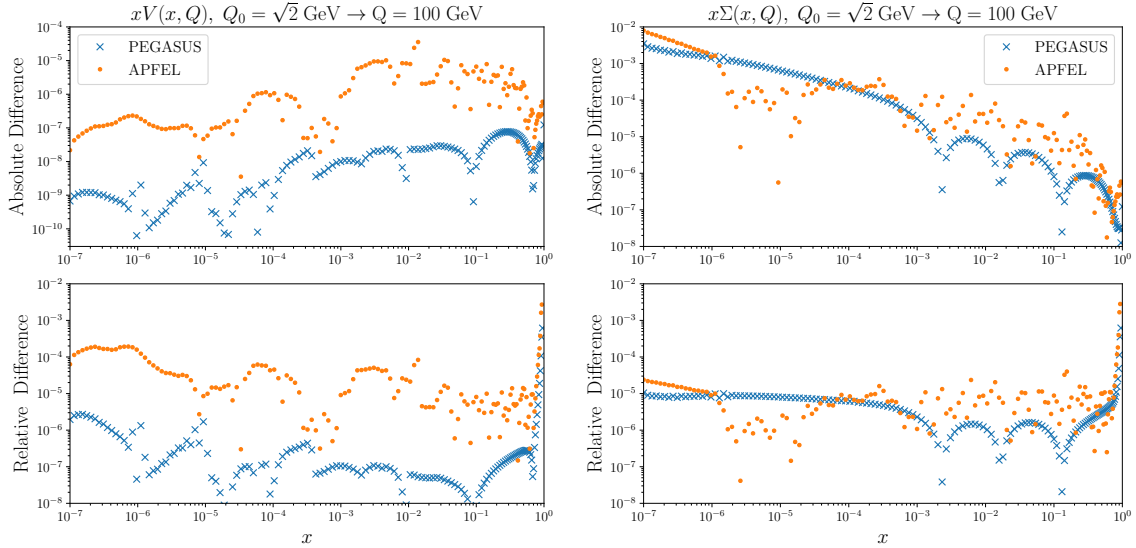 xV(x, Q), Q₀ = √2 GeV → Q = 100 GeV
Absolute Difference
10⁻⁴
10⁻⁵
10⁻⁶
10⁻⁷
10⁻⁸
10⁻⁹
10⁻¹⁰
PEGASUS
APFEL
10⁻⁷ 10⁻⁶ 10⁻⁵ 10⁻⁴ 10⁻³ 10⁻² 10⁻¹ 10⁰
xΣ(x, Q), Q₀ = √2 GeV → Q = 100 GeV
Absolute Difference
10⁻²
10⁻³
10⁻⁴
10⁻⁵
10⁻⁶
10⁻⁷
10⁻⁸
PEGASUS
APFEL
10⁻⁷ 10⁻⁶ 10⁻⁵ 10⁻⁴ 10⁻³ 10⁻² 10⁻¹ 10⁰
Relative Difference
10⁻²
10⁻³
10⁻⁴
10⁻⁵
10⁻⁶
10⁻⁷
10⁻⁸
10⁻⁷ 10⁻⁶ 10⁻⁵ 10⁻⁴ 10⁻³ 10⁻² 10⁻¹ 10⁰
x
Relative Difference
10⁻²
10⁻³
10⁻⁴
10⁻⁵
10⁻⁶
10⁻⁷
10⁻⁸
10⁻⁷ 10⁻⁶ 10⁻⁵ 10⁻⁴ 10⁻³ 10⁻² 10⁻¹ 10⁰
x